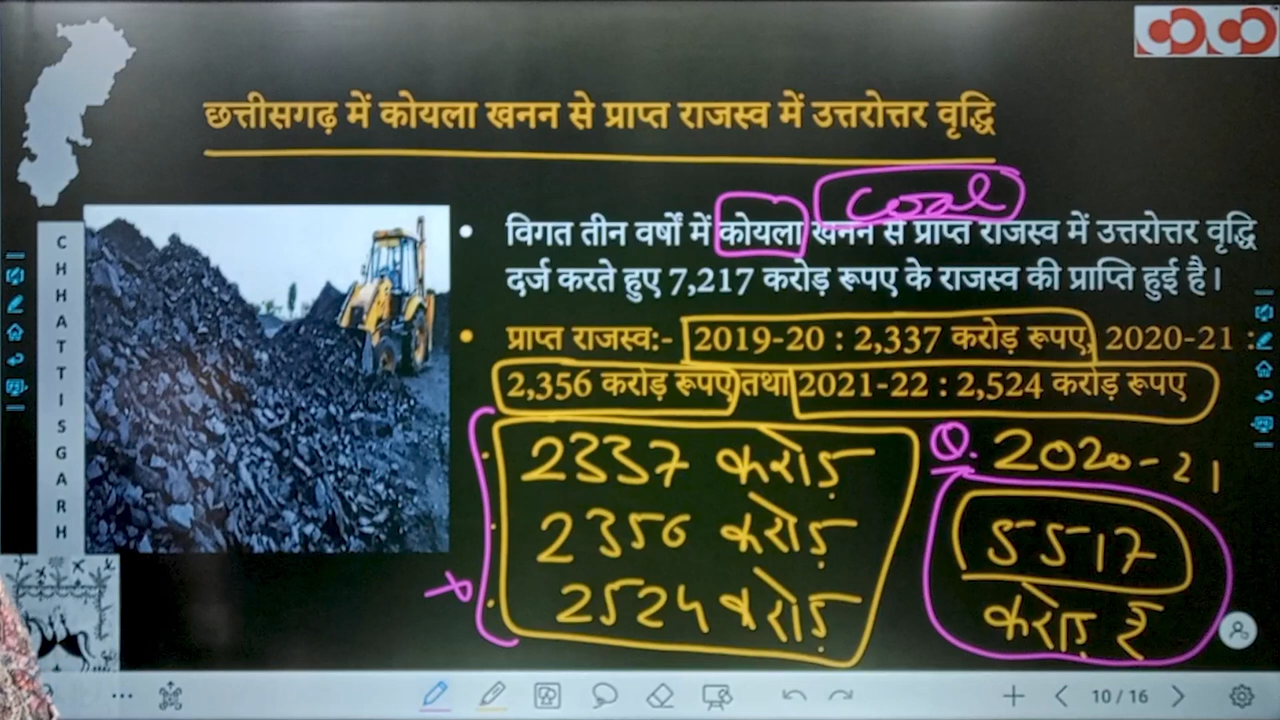 छत्तीसगढ़ में कोयला खनन से प्राप्त राजस्व में उत्तरोत्तर वृद्धि
coal
• विगत तीन वर्षों में कोयला खनन से प्राप्त राजस्व में उत्तरोत्तर वृद्धि
दर्ज करते हुए 7,217 करोड़ रूपए के राजस्व की प्राप्ति हुई है।
• प्राप्त राजस्व:- 2019-20 : 2,337 करोड़ रूपए, 2020-21 :
2,356 करोड़ रूपए तथा 2021-22 : 2,524 करोड़ रूपए
CHHATTISGARH
2337 करोड़
2356 करोड़
2524 करोड़
Q. 2020-21
5517
करोड़ रु
10 / 16